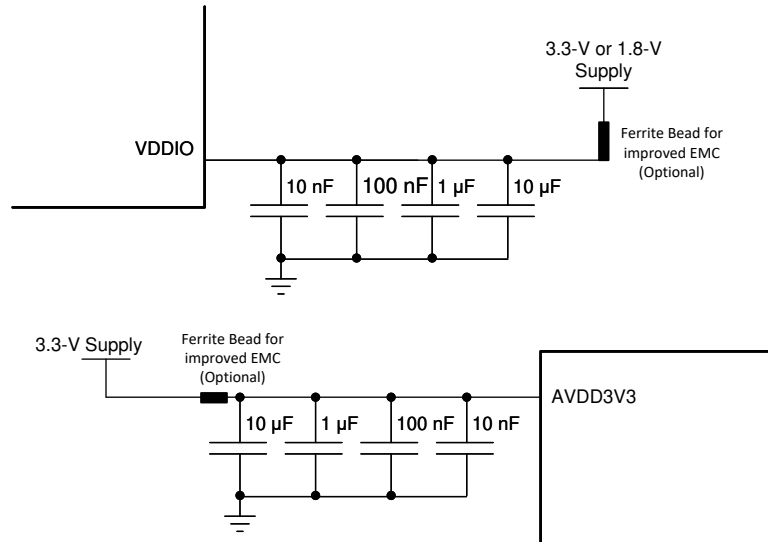 3.3-V or 1.8-V
Supply
Ferrite Bead for
improved EMC
(Optional)
VDDIO
10 nF
100 nF
1 µF
10 µF
3.3-V Supply
Ferrite Bead for
improved EMC
(Optional)
AVDD3V3
10 µF
1 µF
100 nF
10 nF